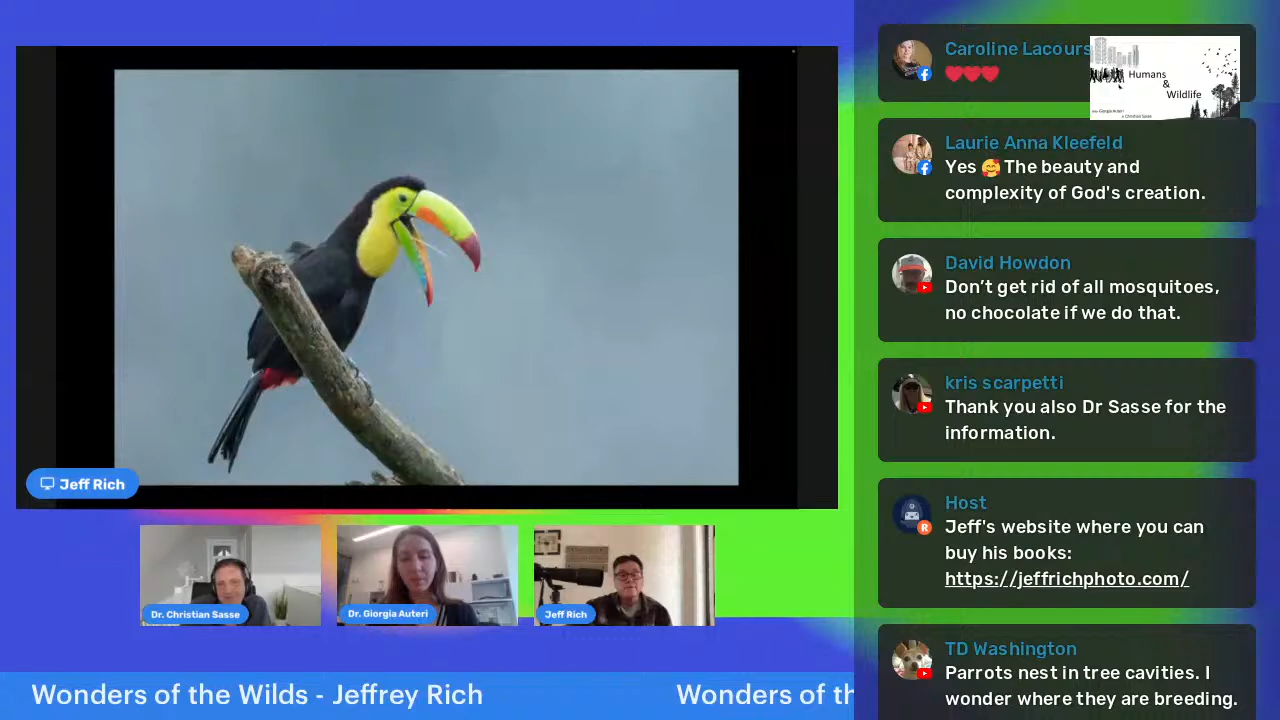 Jeff Rich
Dr. Christian Sasse
Dr. Giorgia Auteri
Jeff Rich
Wonders of the Wilds - Jeffrey Rich
Wonders of th
Caroline Lacours
Humans
&
Wildlife
Laurie Anna Kleefeld
Yes 🥰 The beauty and
complexity of God's creation.
David Howdon
Don’t get rid of all mosquitoes,
no chocolate if we do that.
kris scarpetti
Thank you also Dr Sasse for the
information.
Host
Jeff's website where you can
buy his books:
https://jeffrichphoto.com/
TD Washington
Parrots nest in tree cavities. I
wonder where they are breeding.